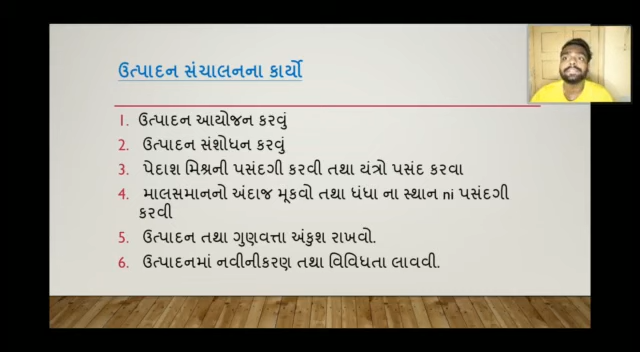 ઉત્પાદન સંચાલનના કાર્યો
1. ઉત્પાદન આયોજન કરવું
2. ઉત્પાદન સંશોધન કરવું
3. પેદાશ મિશ્રની પસંદગી કરવી તથા યંત્રો પસંદ કરવા
4. માલસમાનનો અંદાજ મૂકવો તથા ધંધા ના સ્થાન ni પસંદગી
કરવી
5. ઉત્પાદન તથા ગુણવત્તા અંકુશ રાખવો.
6. ઉત્પાદનમાં નવીનીકરણ તથા વિવિધતા લાવવી.